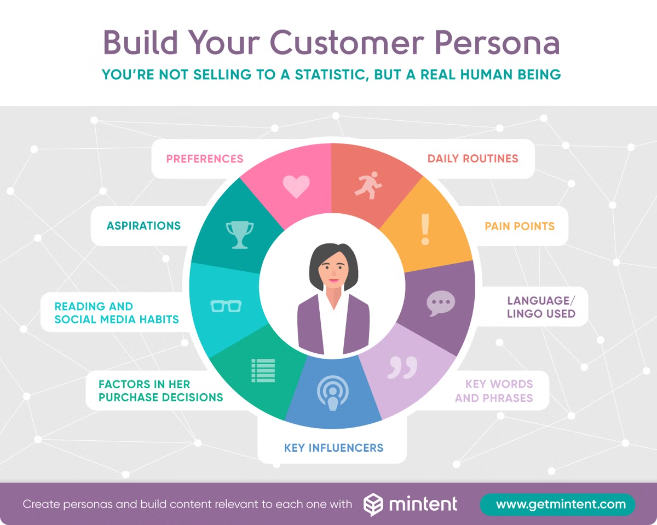 Build Your Customer Persona
YOU'RE NOT SELLING TO A STATISTIC, BUT A REAL HUMAN BEING
PREFERENCES
DAILY ROUTINES
ASPIRATIONS
PAIN POINTS
READING AND
SOCIAL MEDIA HABITS
LANGUAGE/
LINGO USED
FACTORS IN HER
PURCHASE DECISIONS
KEY WORDS
AND PHRASES
KEY INFLUENCERS
Create personas and build content relevant to each one with mintent www.getmintent.com